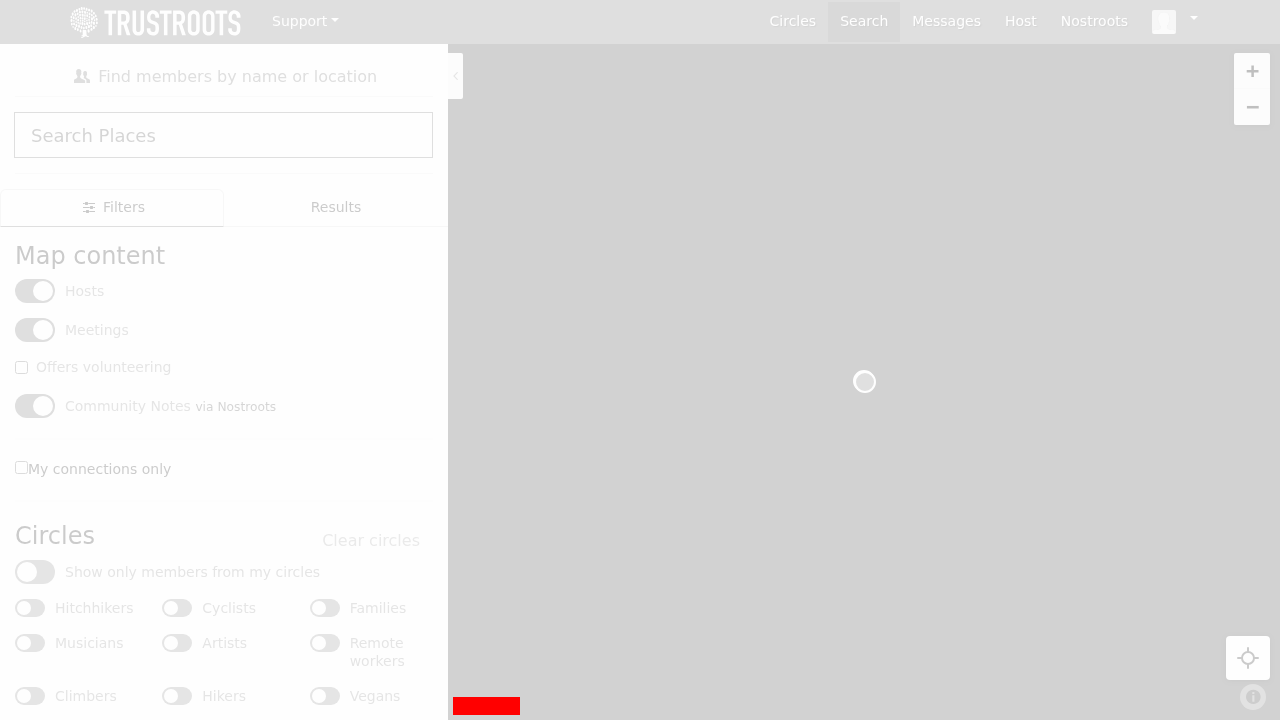 TRUSTROOTS
Support
Circles
Search
Messages
Host
Nostroots
Find members by name or location
Search Places
Filters
Results
Map content
Hosts
Meetings
Offers volunteering
Community Notes via Nostroots
My connections only
Circles
Clear circles
Show only members from my circles
Hitchhikers
Cyclists
Families
Musicians
Artists
Remote
workers
Climbers
Hikers
Vegans